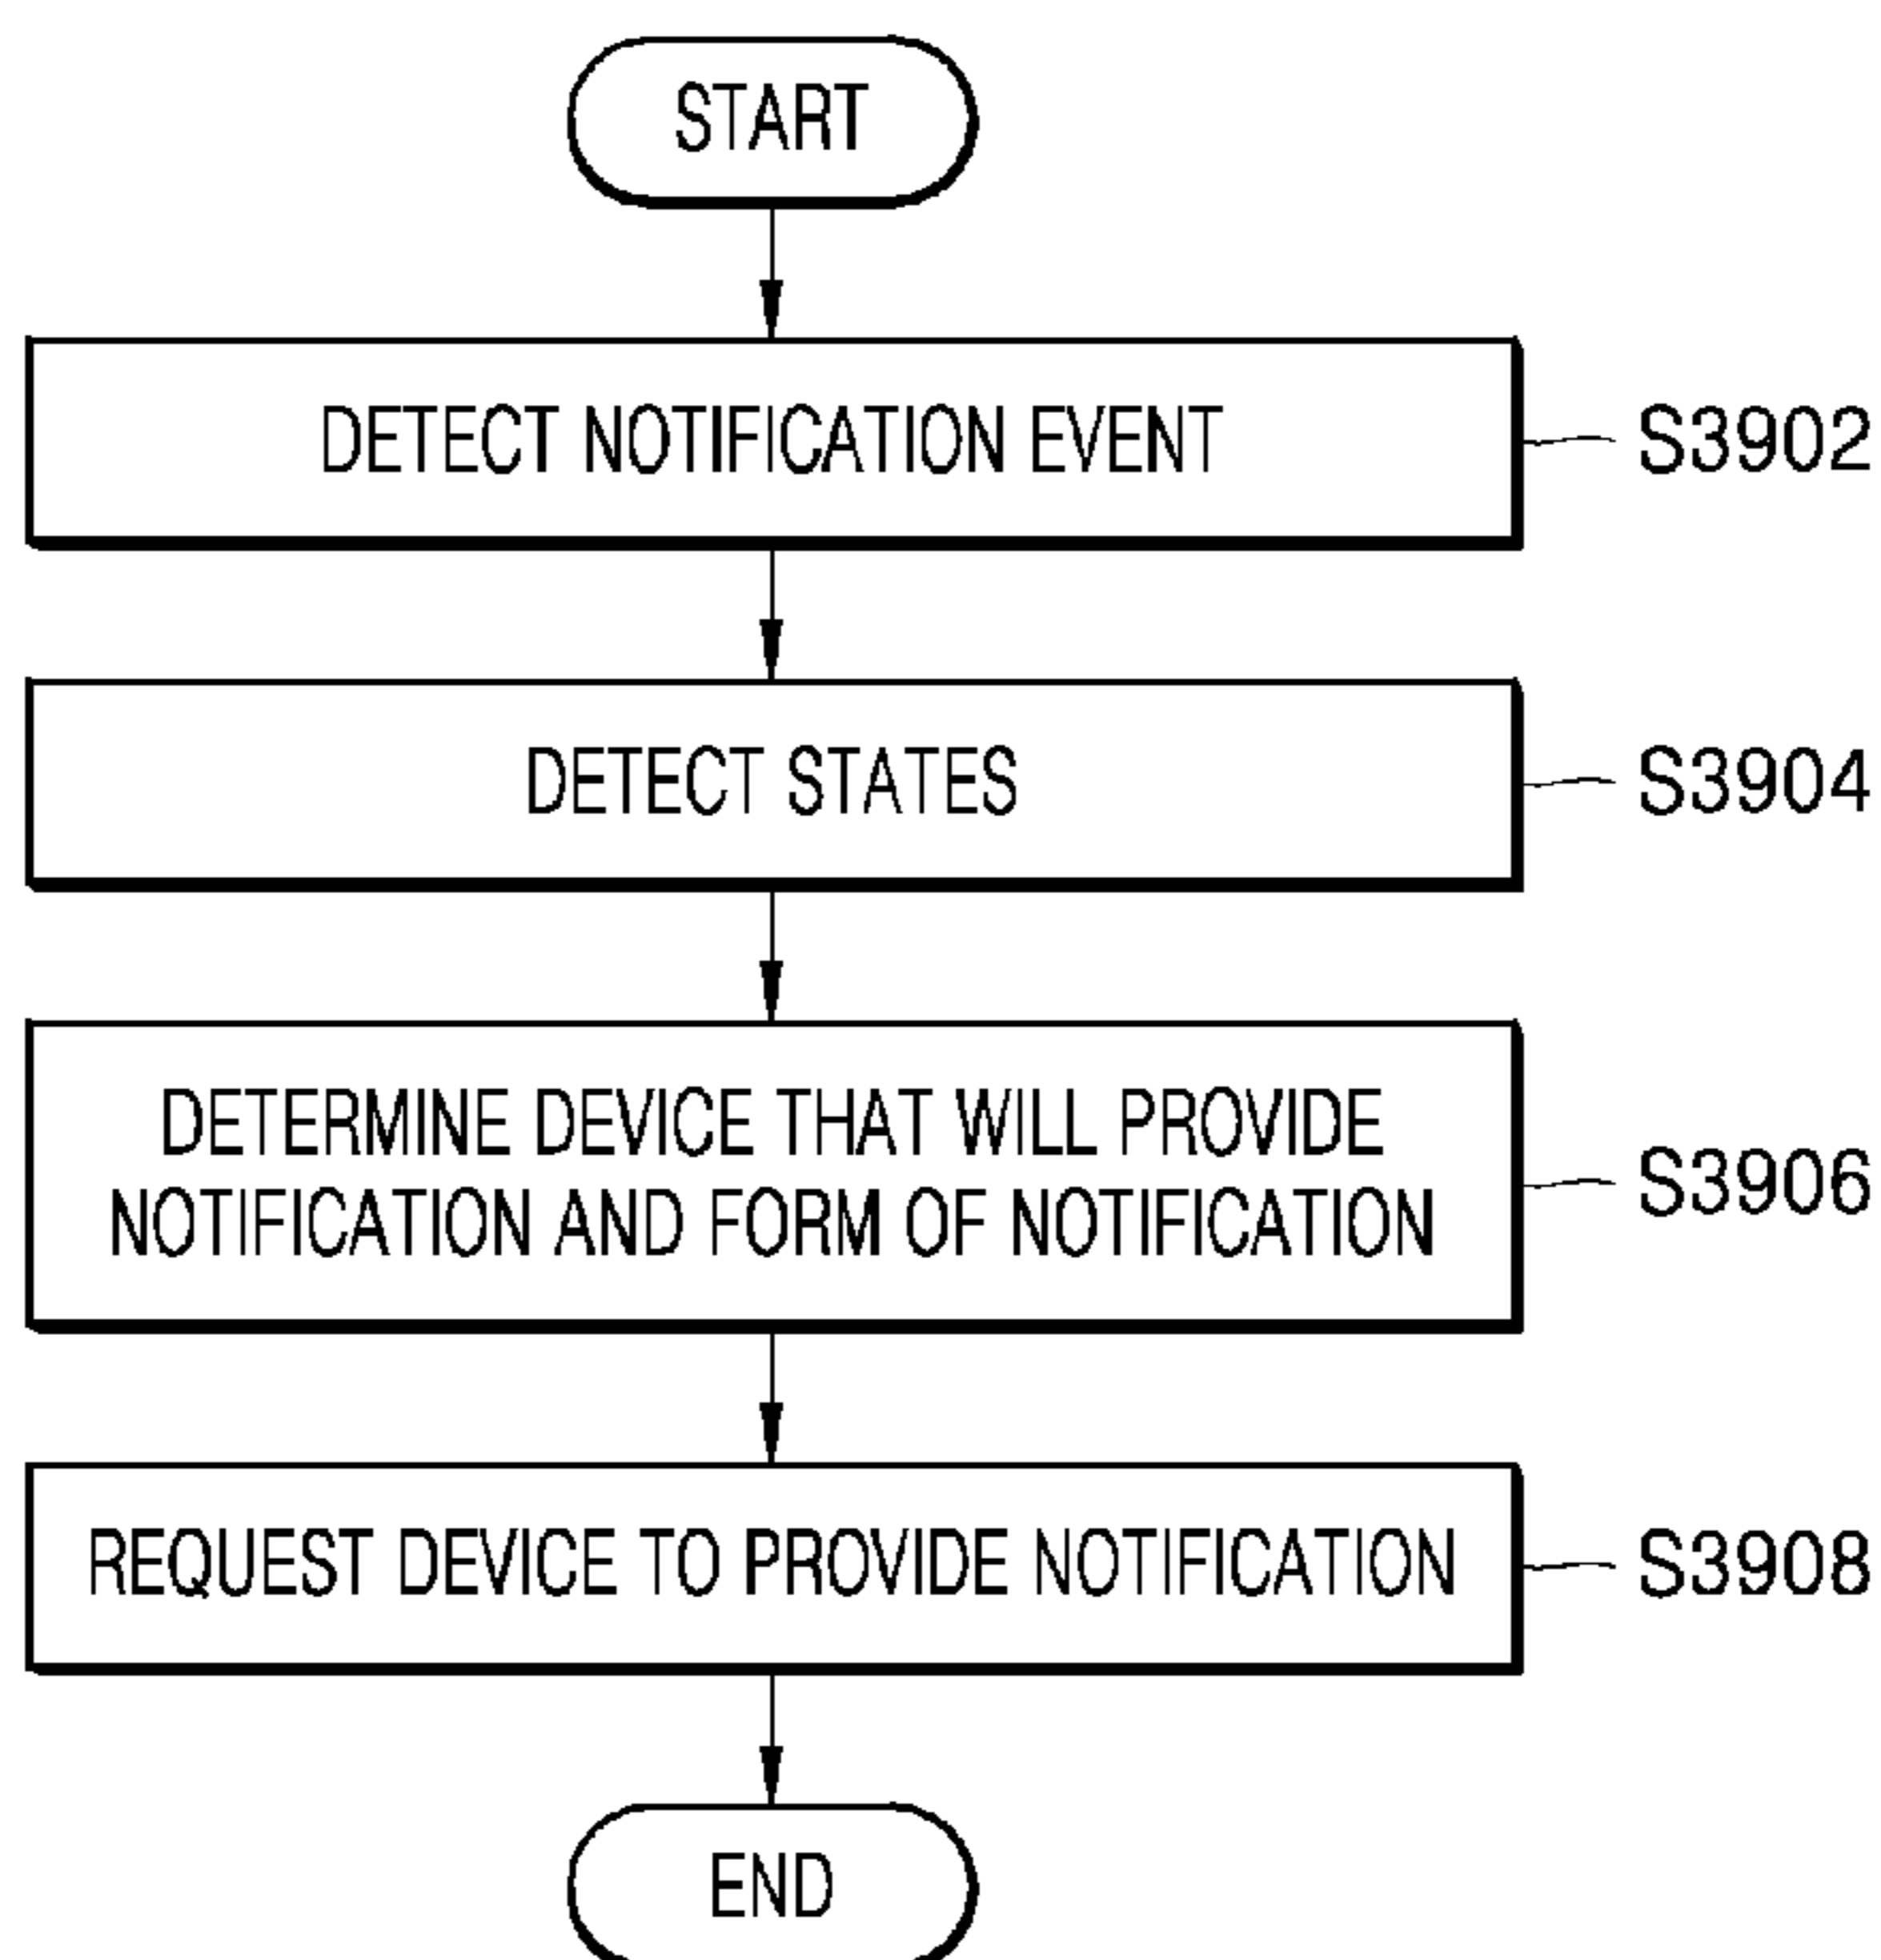 START
DETECT NOTIFICATION EVENT
S3902
DETECT STATES
S3904
DETERMINE DEVICE THAT WILL PROVIDE
NOTIFICATION AND FORM OF NOTIFICATION
S3906
REQUEST DEVICE TO PROVIDE NOTIFICATION
S3908
END